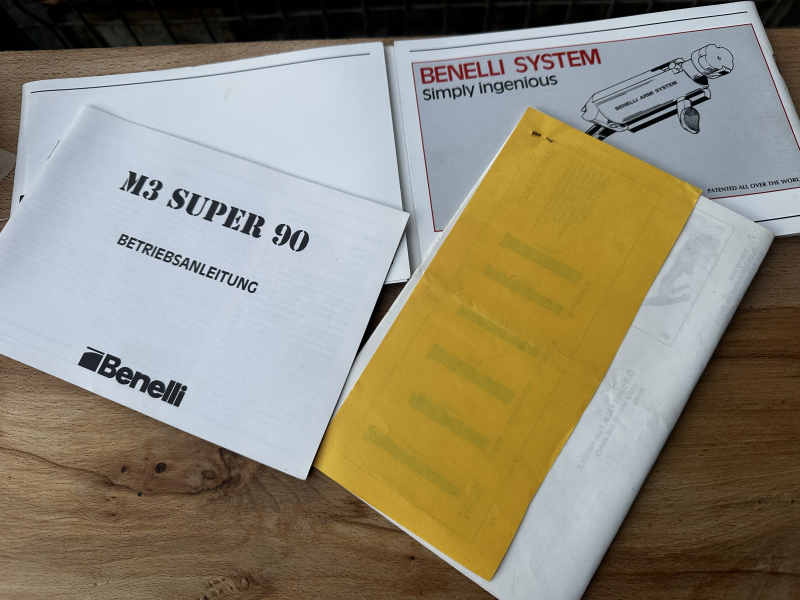 BENELLI SYSTEM
Simply ingenious
BENELLI ARMI SYSTEM
PATENTED ALL OVER THE WORL
M3 SUPER 90
BETRIEBSANLEITUNG
Benelli